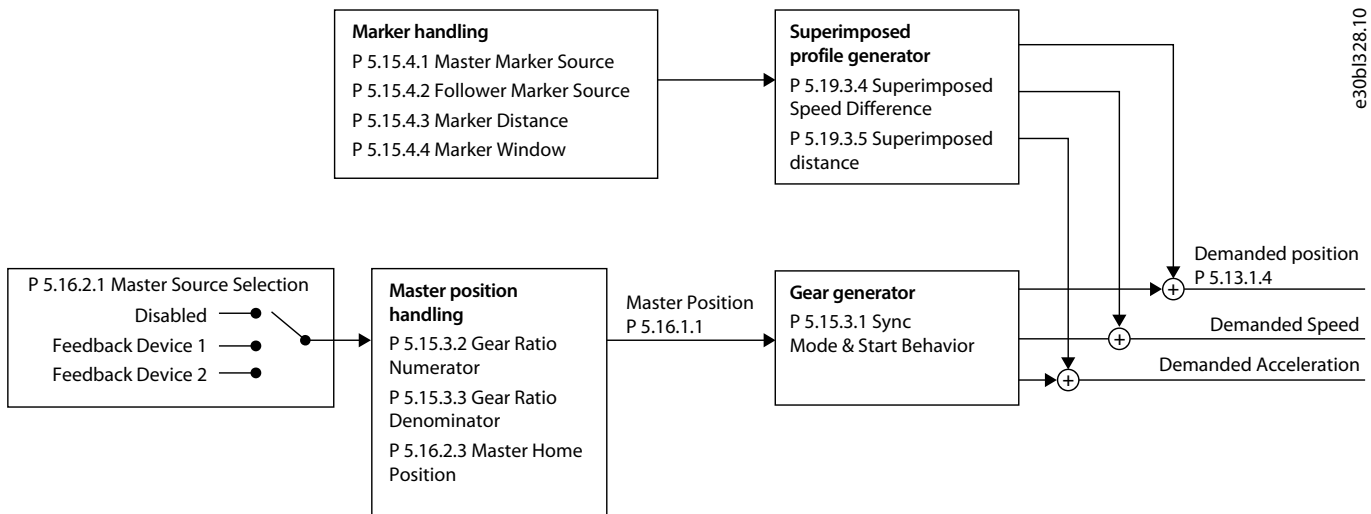 Marker handling
P 5.15.4.1 Master Marker Source
P 5.15.4.2 Follower Marker Source
P 5.15.4.3 Marker Distance
P 5.15.4.4 Marker Window
Superimposed
profile generator
P 5.19.3.4 Superimposed
Speed Difference
P 5.19.3.5 Superimposed
distance
e30bl328.10
P 5.16.2.1 Master Source Selection
Disabled
Feedback Device 1
Feedback Device 2
Master position
handling
P 5.15.3.2 Gear Ratio
Numerator
P 5.15.3.3 Gear Ratio
Denominator
P 5.16.2.3 Master Home
Position
Master Position
P 5.16.1.1
Gear generator
P 5.15.3.1 Sync
Mode & Start Behavior
Demanded position
P 5.13.1.4
Demanded Speed
Demanded Acceleration